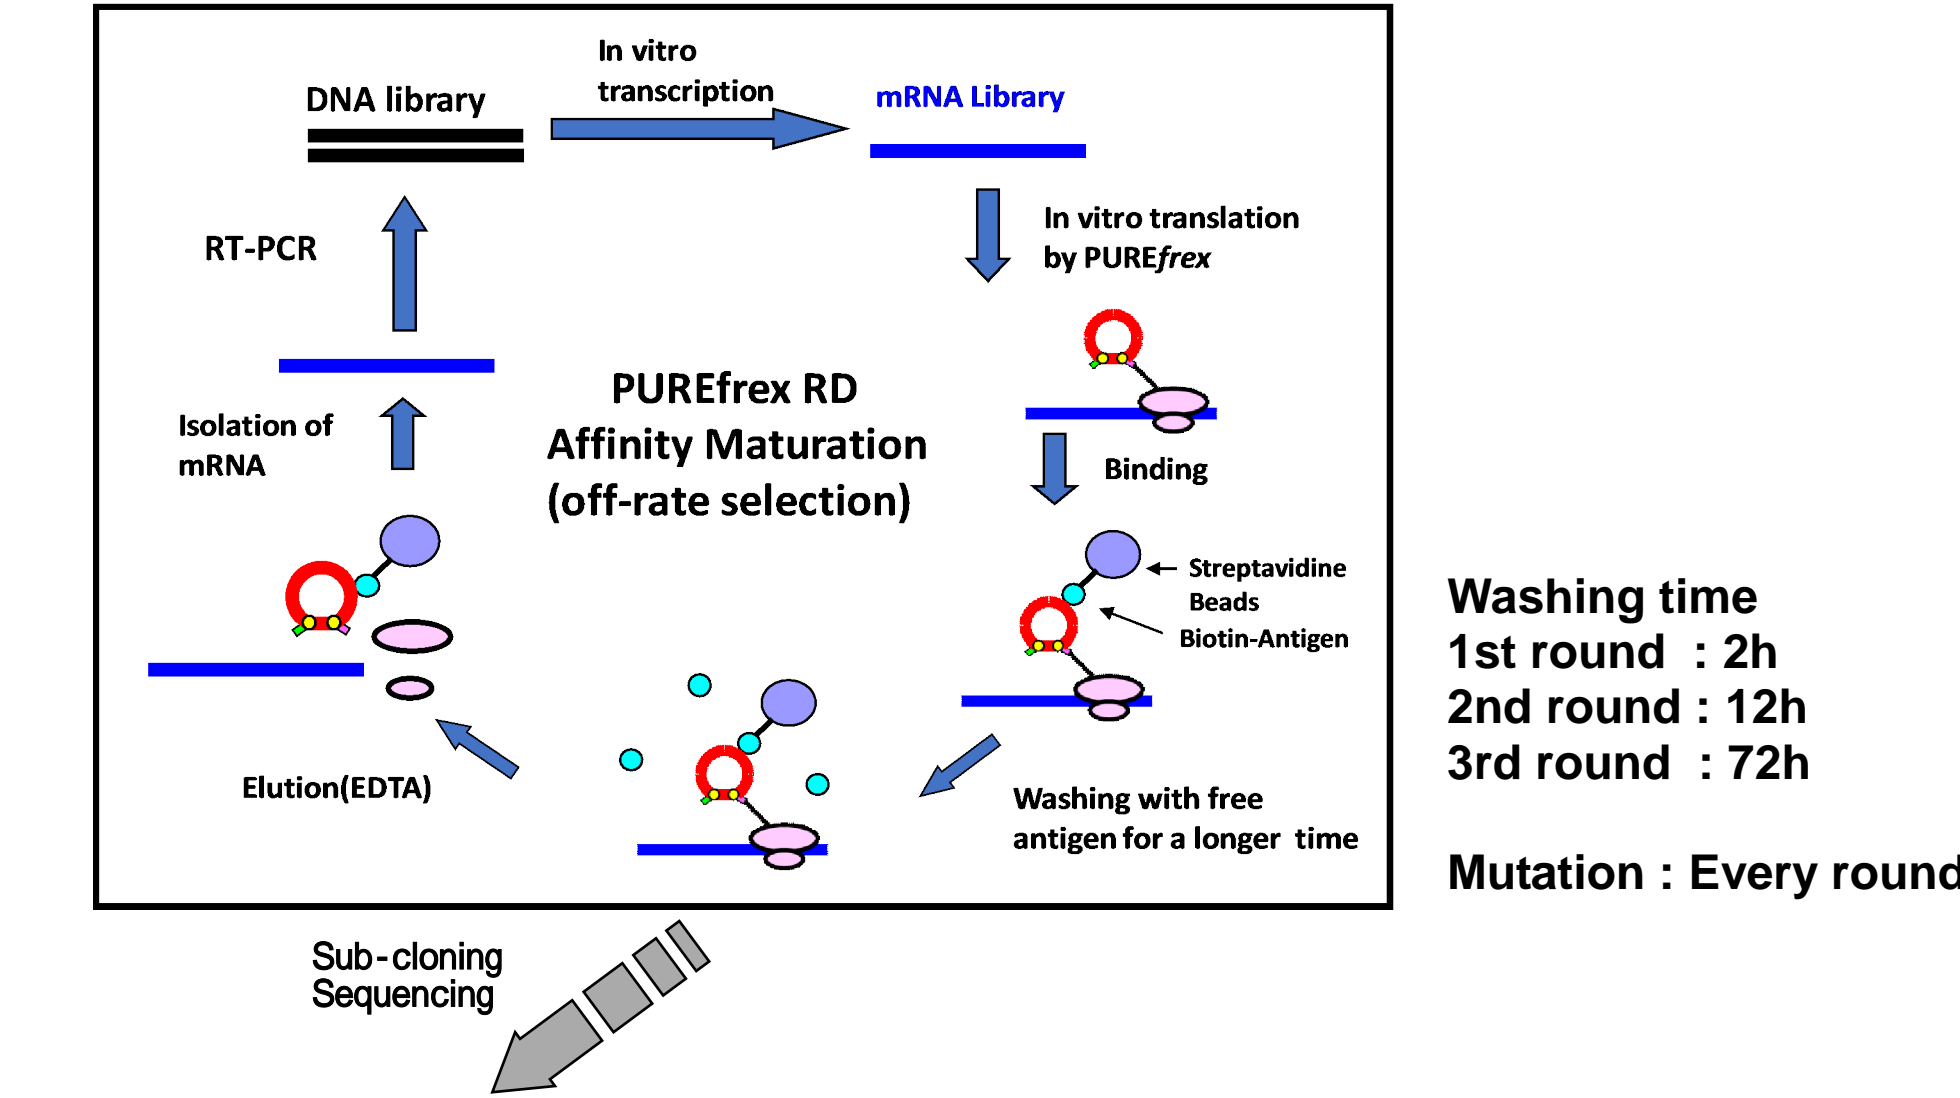 In vitro
transcription
DNA library
mRNA Library
RT-PCR
In vitro translation
by PUREfrex
PUREfrex RD
Affinity Maturation
(off-rate selection)
Isolation of
mRNA
Binding
Streptavidine
Beads
Biotin-Antigen
Elution(EDTA)
Washing with free
antigen for a longer time
Washing time
1st round : 2h
2nd round : 12h
3rd round : 72h
Mutation : Every round
Sub-cloning
Sequencing